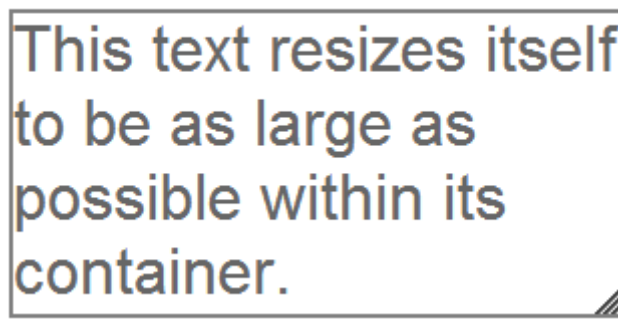 This text resizes itself
to be as large as
possible within its
container.